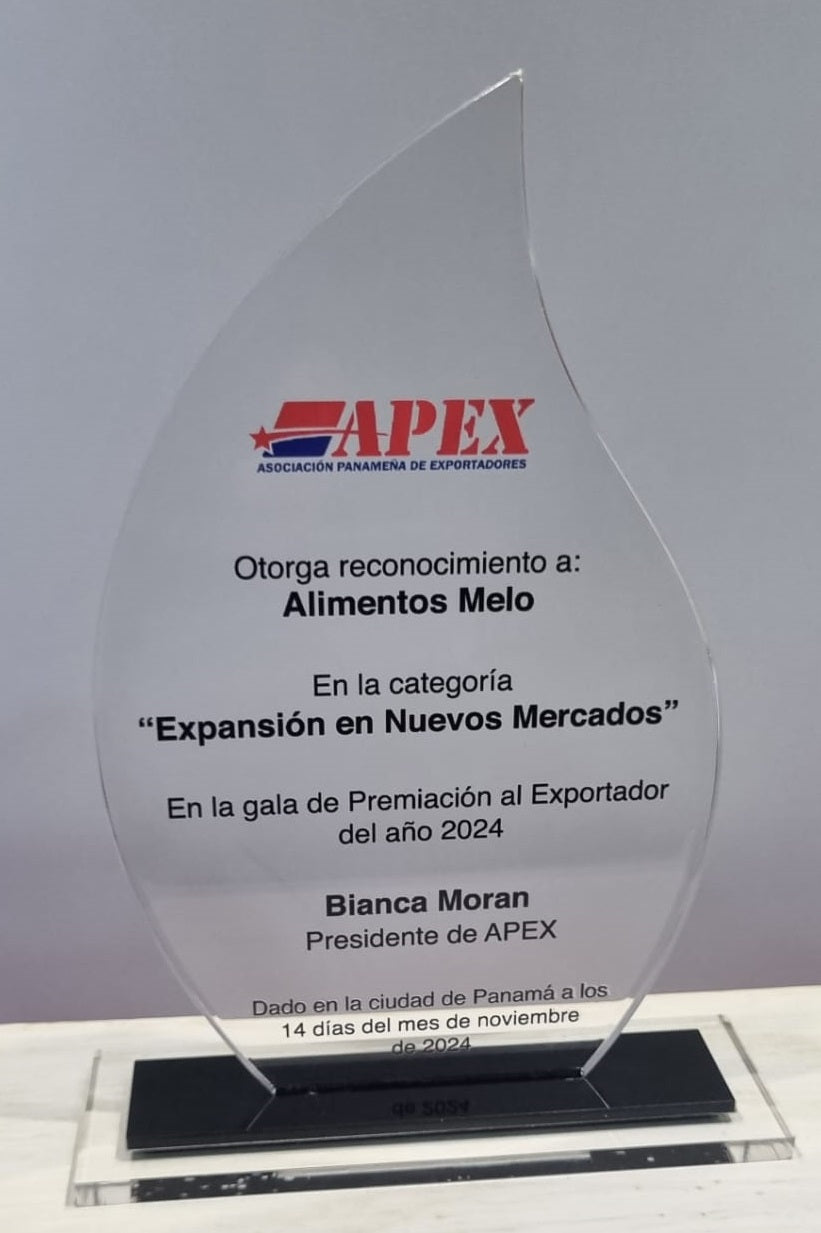 APEX
ASOCIACIÓN PANAMEÑA DE EXPORTADORES
Otorga reconocimiento a:
Alimentos Melo
En la categoría
“Expansión en Nuevos Mercados”
En la gala de Premiación al Exportador
del año 2024
Bianca Moran
Presidente de APEX
Dado en la ciudad de Panamá a los
14 días del mes de noviembre
de 2024